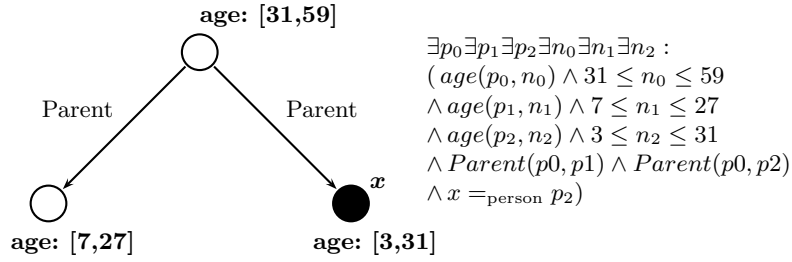 age: [31,59]
Parent
Parent
x
age: [7,27]
age: [3,31]
∃p₀∃p₁∃p₂∃n₀∃n₁∃n₂ :
( age(p₀, n₀) ∧ 31 ≤ n₀ ≤ 59
∧ age(p₁, n₁) ∧ 7 ≤ n₁ ≤ 27
∧ age(p₂, n₂) ∧ 3 ≤ n₂ ≤ 31
∧ Parent(p0, p1) ∧ Parent(p0, p2)
∧ x =person p₂)